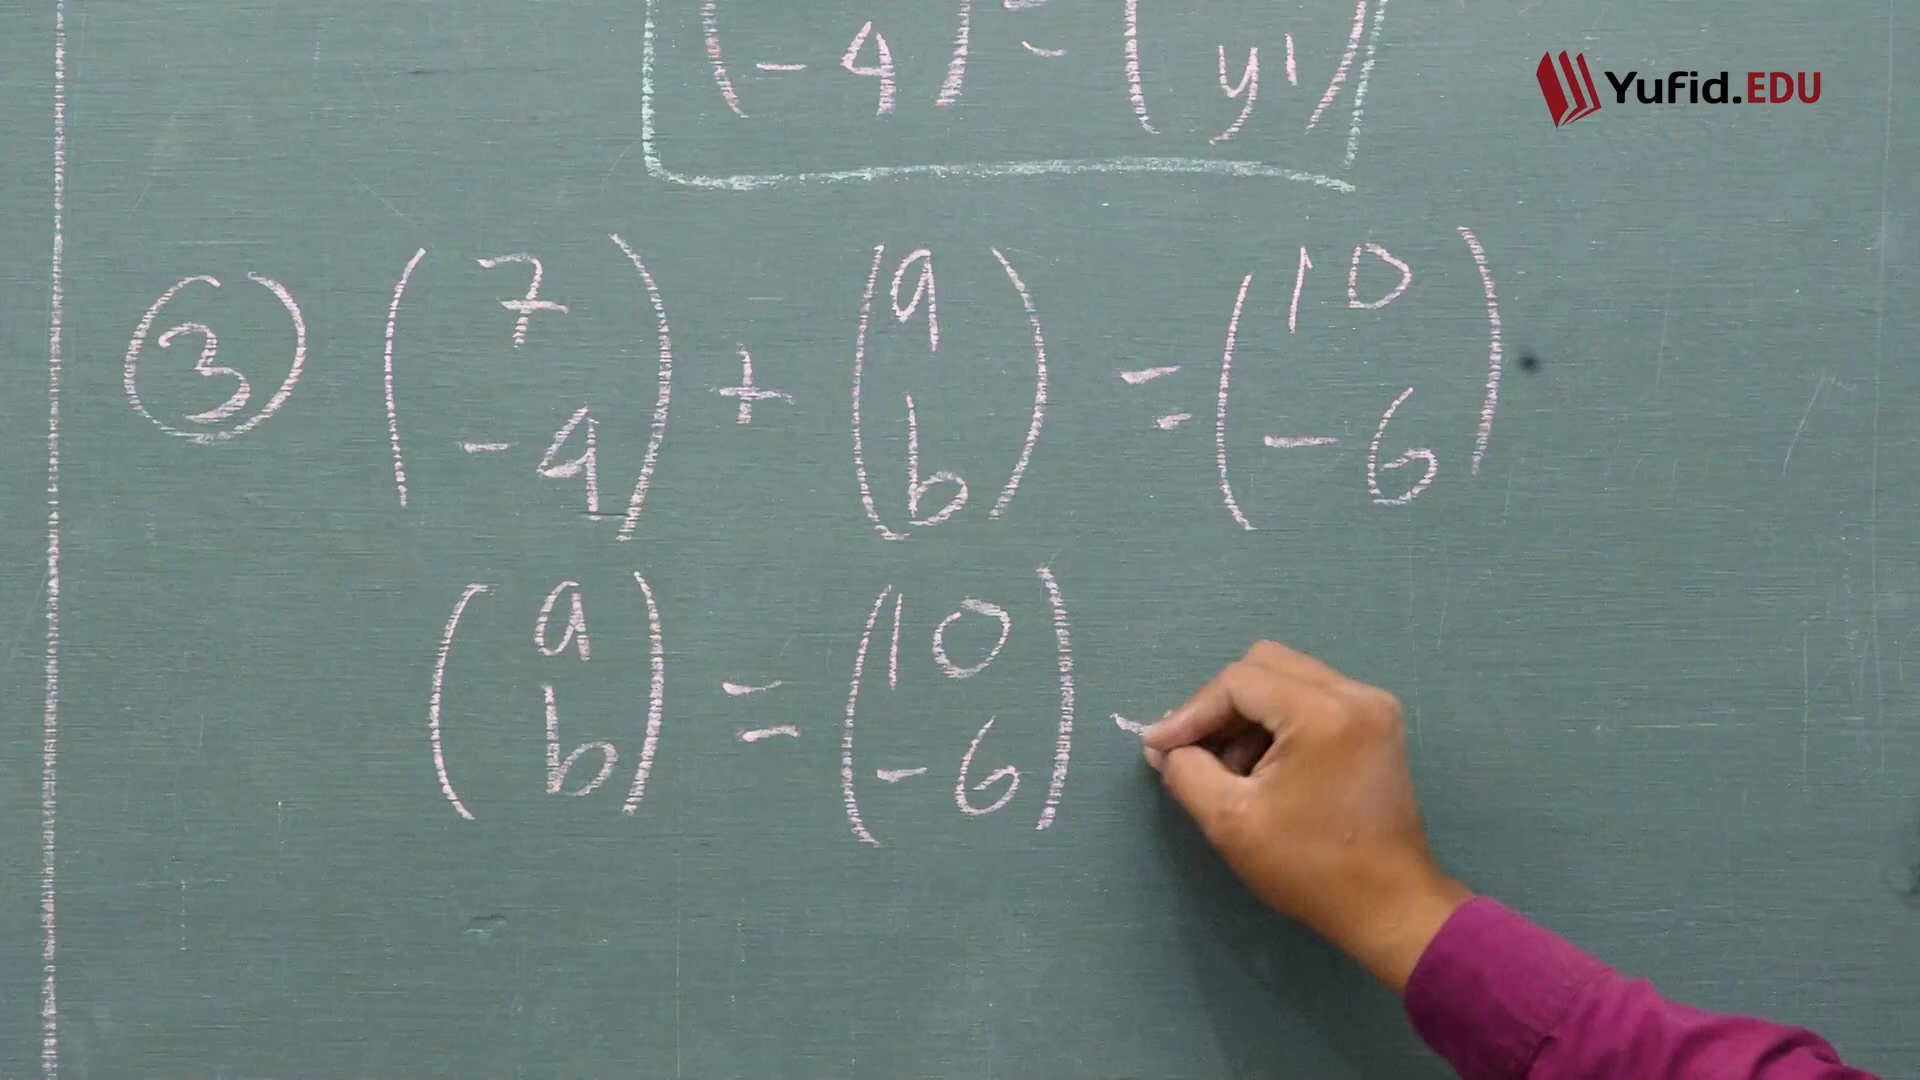 Yufid.EDU
- 4 = y'
③ ( 7 ) + ( a ) = ( 10 )
( - 4 ) ( b ) ( - 6 )
( a ) = ( 10 ) -
( b ) ( - 6 )